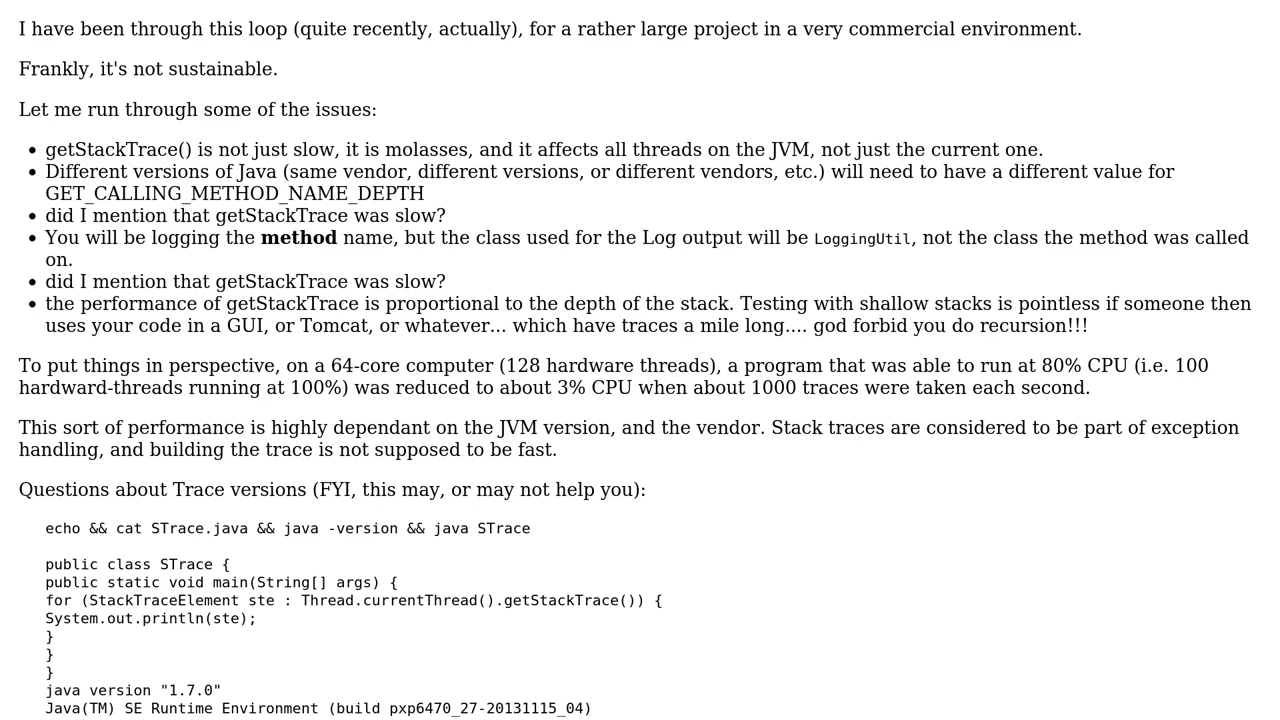 I have been through this loop (quite recently, actually), for a rather large project in a very commercial environment.
Frankly, it's not sustainable.
Let me run through some of the issues:
• getStackTrace() is not just slow, it is molasses, and it affects all threads on the JVM, not just the current one.
• Different versions of Java (same vendor, different versions, or different vendors, etc.) will need to have a different value for
GET_CALLING_METHOD_NAME_DEPTH
• did I mention that getStackTrace was slow?
• You will be logging the method name, but the class used for the Log output will be LoggingUtil, not the class the method was called
on.
• did I mention that getStackTrace was slow?
• the performance of getStackTrace is proportional to the depth of the stack. Testing with shallow stacks is pointless if someone then
uses your code in a GUI, or Tomcat, or whatever... which have traces a mile long.... god forbid you do recursion!!!
To put things in perspective, on a 64-core computer (128 hardware threads), a program that was able to run at 80% CPU (i.e. 100
hardward-threads running at 100%) was reduced to about 3% CPU when about 1000 traces were taken each second.
This sort of performance is highly dependant on the JVM version, and the vendor. Stack traces are considered to be part of exception
handling, and building the trace is not supposed to be fast.
Questions about Trace versions (FYI, this may, or may not help you):
echo && cat STrace.java && java -version && java STrace
public class STrace {
public static void main(String[] args) {
for (StackTraceElement ste : Thread.currentThread().getStackTrace()) {
System.out.println(ste);
}
}
}
java version "1.7.0"
Java(TM) SE Runtime Environment (build pxp6470_27-20131115_04)